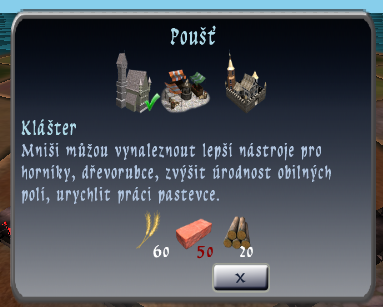 Poušť
Klášter
Mniši můžou vynaleznout lepší nástroje pro
horníky, dřevorubce, zvýšit úrodnost obilných
polí, urychlit práci pastevce.
60 50 20
x